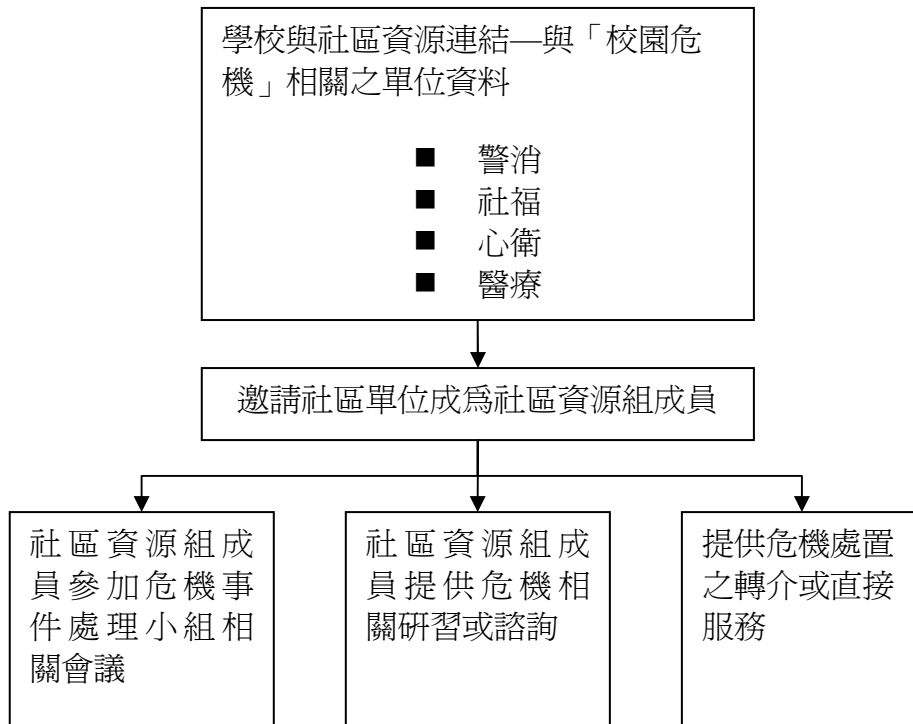 學校與社區資源連結—與「校園危
機」相關之單位資料
■ 警消
■ 社福
■ 心衛
■ 醫療
邀請社區單位成為社區資源組成員
社區資源組成
員參加危機事
件處理小組相
關會議
社區資源組成
員提供危機相
關研習或諮詢
提供危機處置
之轉介或直接
服務